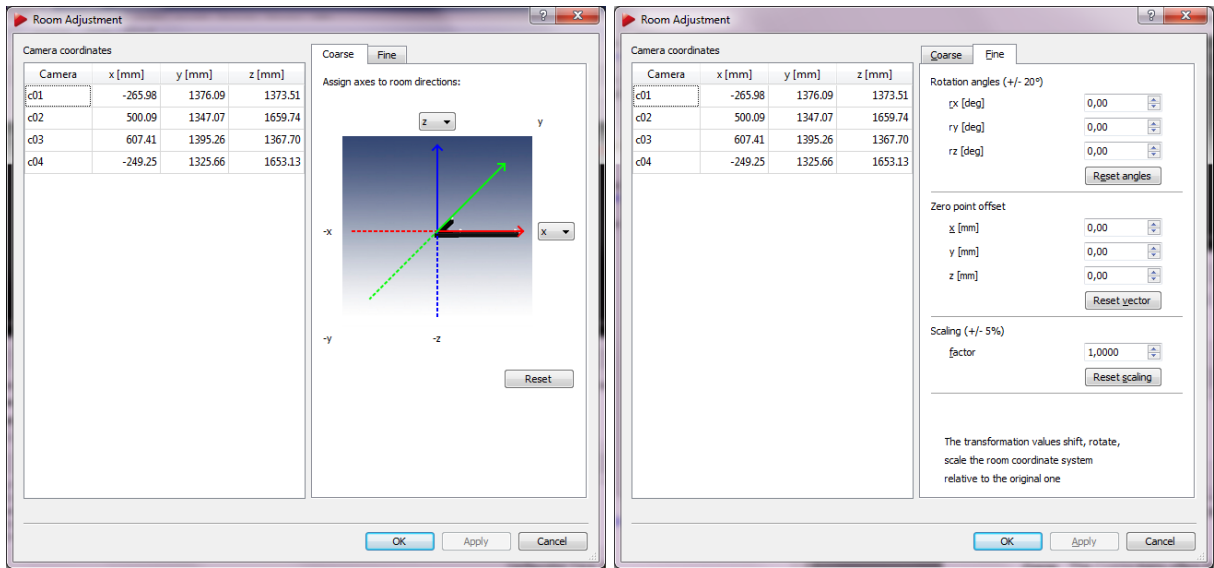 Room Adjustment
Camera coordinates
Camera x [mm] y [mm] z [mm]
c01 -265.98 1376.09 1373.51
c02 500.09 1347.07 1659.74
c03 607.41 1395.26 1367.70
c04 -249.25 1325.66 1653.13
Coarse Fine
Assign axes to room directions:
z y
-x x
-y -z
Reset
OK Apply Cancel
Room Adjustment
Camera coordinates
Camera x [mm] y [mm] z [mm]
c01 -265.98 1376.09 1373.51
c02 500.09 1347.07 1659.74
c03 607.41 1395.26 1367.70
c04 -249.25 1325.66 1653.13
Coarse Fine
Rotation angles (+/- 20°)
rx [deg] 0,00
ry [deg] 0,00
rz [deg] 0,00
Reset angles
Zero point offset
x [mm] 0,00
y [mm] 0,00
z [mm] 0,00
Reset vector
Scaling (+/- 5%)
factor 1,0000
Reset scaling
The transformation values shift, rotate,
scale the room coordinate system
relative to the original one
OK Apply Cancel